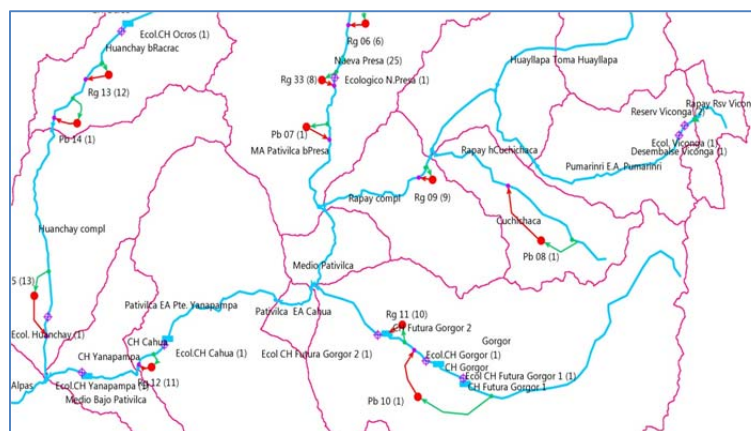 Ecol.CH Ocros (1)
Huanchay bRacrac
Rg 13 (12)
Pb 14 (1)
Huanchay compl
(13)
Ecol. Huanchay (1)
Alpas
Rg 06 (6)
Naeva Presa (25)
Rg 33 (8)
Ecologico N.Presa (1)
Pb 07 (1)
MA Pativilca bPresa
Huayllapa Toma Huayllapa
Reserv Viconga
Rapay Rsv Vicon
Ecol. Viconga (1)
Desembalse Viconga (1)
Pumarinri E.A. Pumarinri
Rapay hCuchichaca
Rg 09 (9)
Rapay compl
Cuchichaca
Pb 08 (1)
Medio Pativilca
Pativilca EA Pte. Yanapampa
Pativilca EA Cahua
CH Cahua
Ecol.CH Cahua (1)
CH Yanapampa
Rg 12 (11)
Ecol.CH Yanapampa (1)
Medio Bajo Pativilca
Rg 11 (10)
Futura Gorgor 2
Ecol CH Futura Gorgor 2 (1)
Gorgor
Ecol.CH Gorgor (1)
CH Gorgor
Ecol CH Futura Gorgor 1 (1)
CH Futura Gorgor 1
Pb 10 (1)